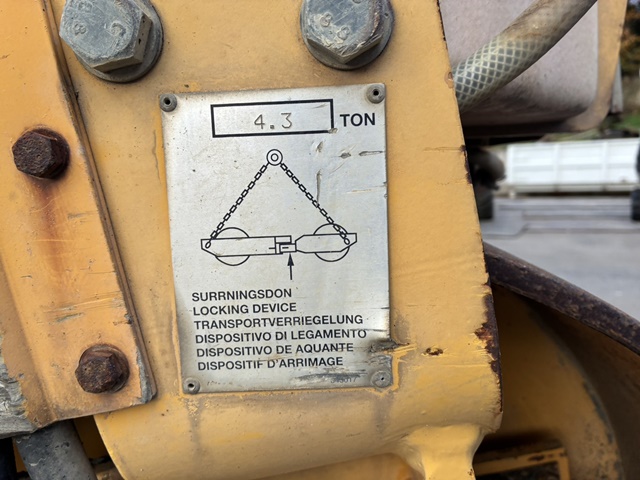 4.3 TON
SURRNINGSDON
LOCKING DEVICE
TRANSPORTVERRIEGELUNG
DISPOSITIVO DI LEGAMENTO
DISPOSITIVO DE AQUANTE
DISPOSITIF D'ARRIMAGE